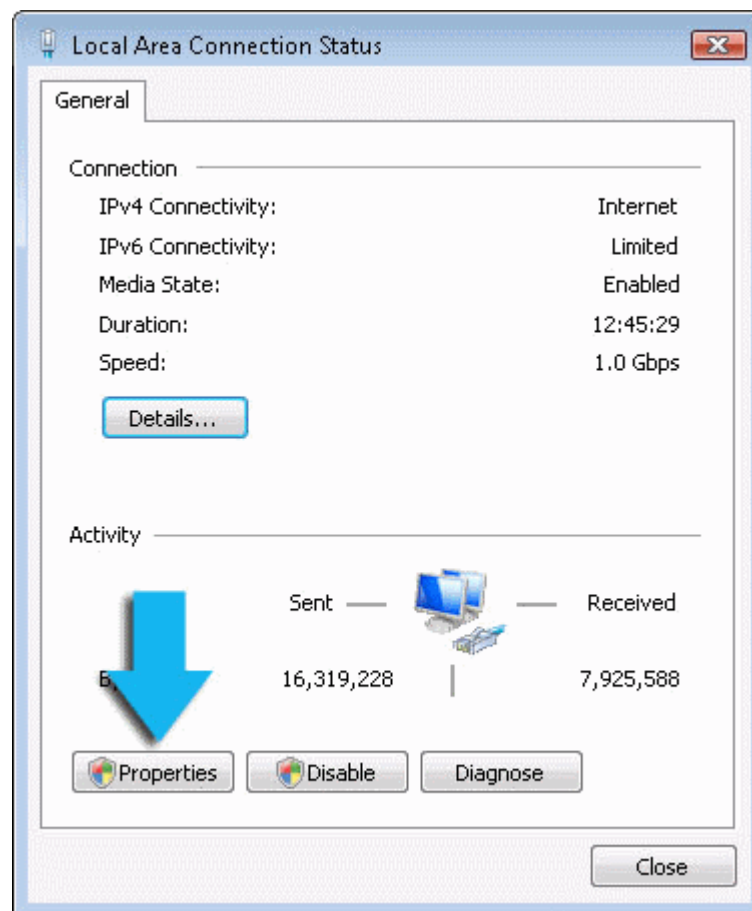 Local Area Connection Status
General
Connection
IPv4 Connectivity: Internet
IPv6 Connectivity: Limited
Media State: Enabled
Duration: 12:45:29
Speed: 1.0 Gbps
Details...
Activity
Sent Received
16,319,228 7,925,588
Properties Disable Diagnose
Close